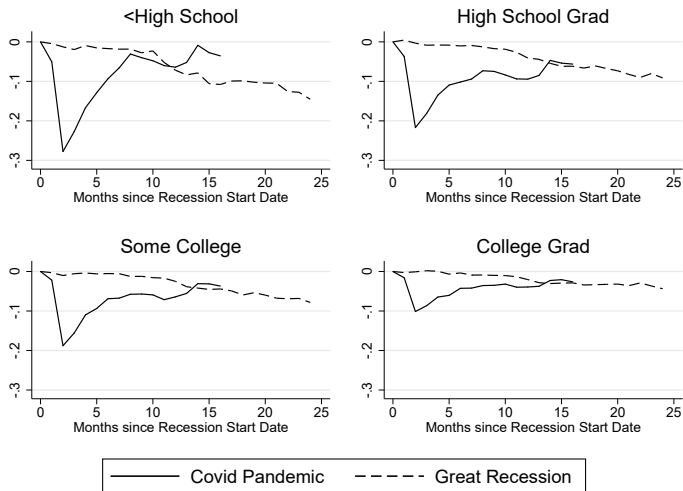 <High School
High School Grad
0
-.1
-.2
-.3
0 5 10 15 20 25
Months since Recession Start Date
0
-.1
-.2
-.3
0 5 10 15 20 25
Months since Recession Start Date
Some College
College Grad
0
-.1
-.2
-.3
0 5 10 15 20 25
Months since Recession Start Date
0
-.1
-.2
-.3
0 5 10 15 20 25
Months since Recession Start Date
Covid Pandemic Great Recession